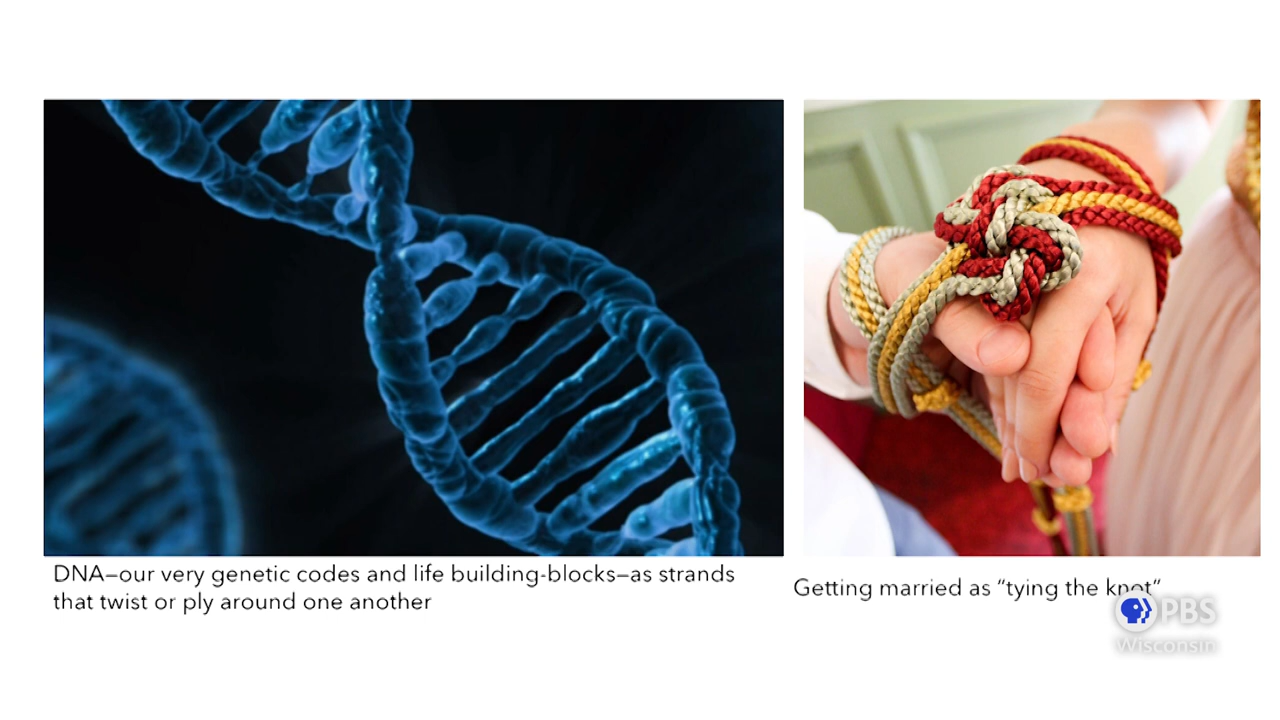 DNA—our very genetic codes and life building-blocks—as strands
that twist or ply around one another
Getting married as “tying the knot”
PBS
Wisconsin